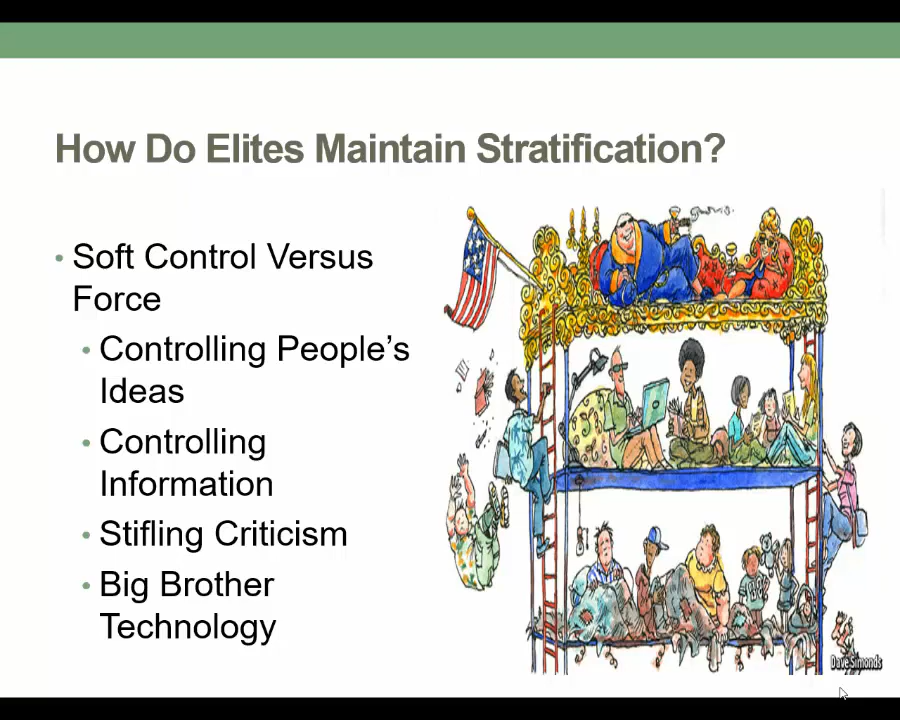 How Do Elites Maintain Stratification?
• Soft Control Versus
Force
• Controlling People’s
Ideas
• Controlling
Information
• Stifling Criticism
• Big Brother
Technology
Dave Simonds